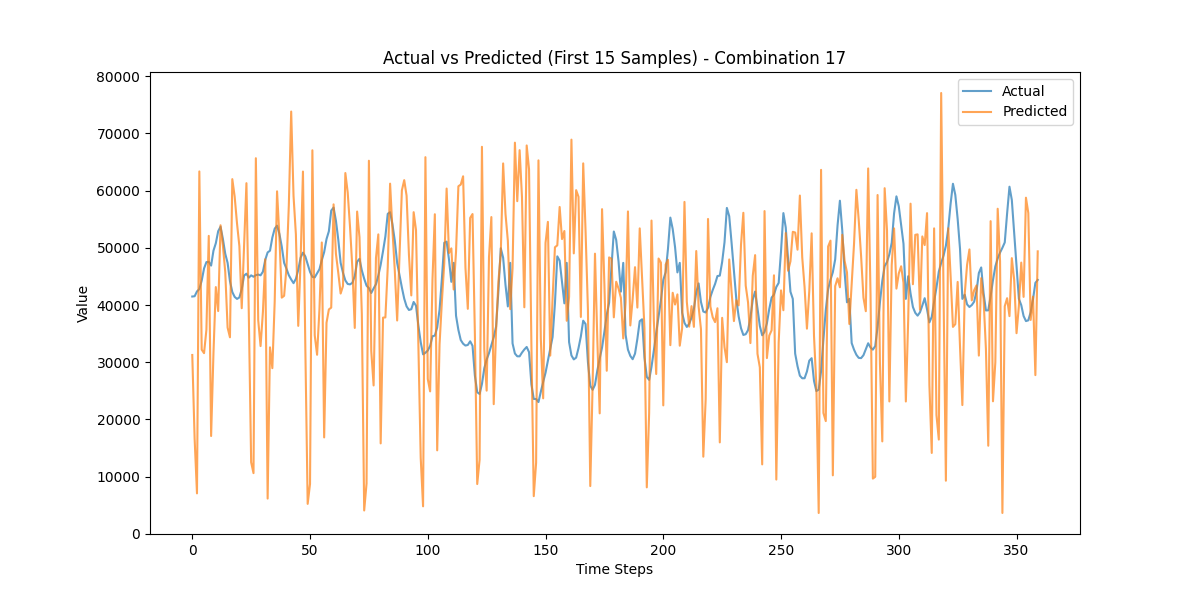 Actual vs Predicted (First 15 Samples) - Combination 17
80000
70000
60000
50000
40000
30000
20000
10000
0
Value
Actual
Predicted
0 50 100 150 200 250 300 350
Time Steps